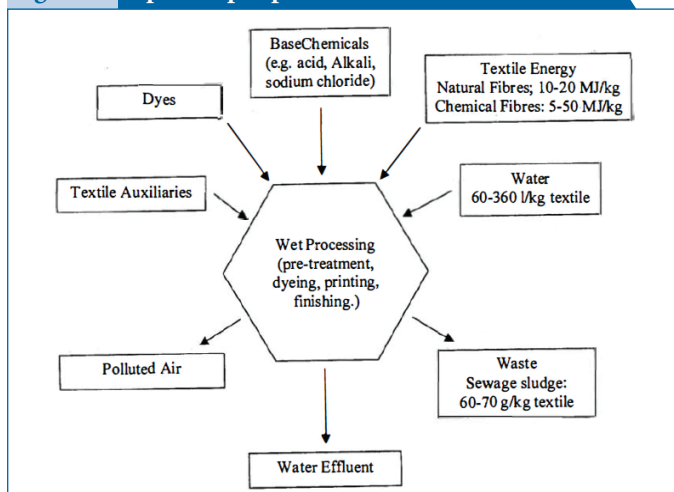 BaseChemicals
(e.g. acid, Alkali,
sodium chloride)
Textile Energy
Natural Fibres; 10-20 MJ/kg
Chemical Fibres: 5-50 MJ/kg
Dyes
Textile Auxiliaries
Water
60-360 l/kg textile
Wet Processing
(pre-treatment,
dyeing, printing,
finishing.)
Polluted Air
Waste
Sewage sludge:
60-70 g/kg textile
Water Effluent